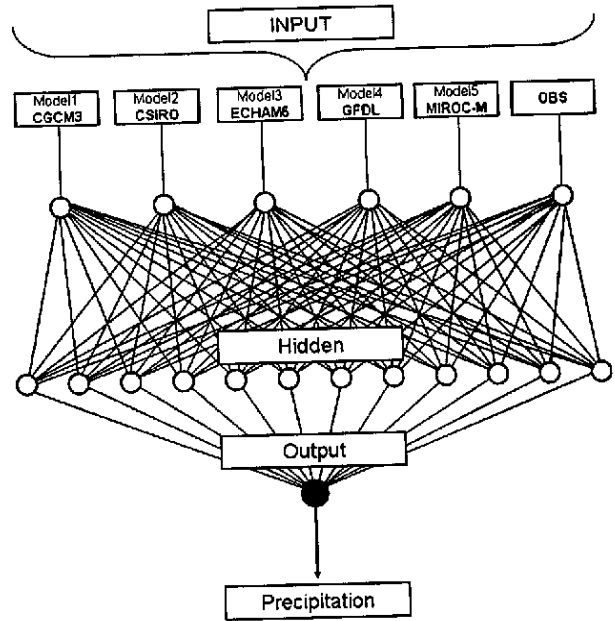 INPUT
Model1
CGCM3
Model2
CSIRO
Model3
ECHAM5
Model4
GFDL
Model5
MIROC-M
OBS
Hidden
Output
Precipitation